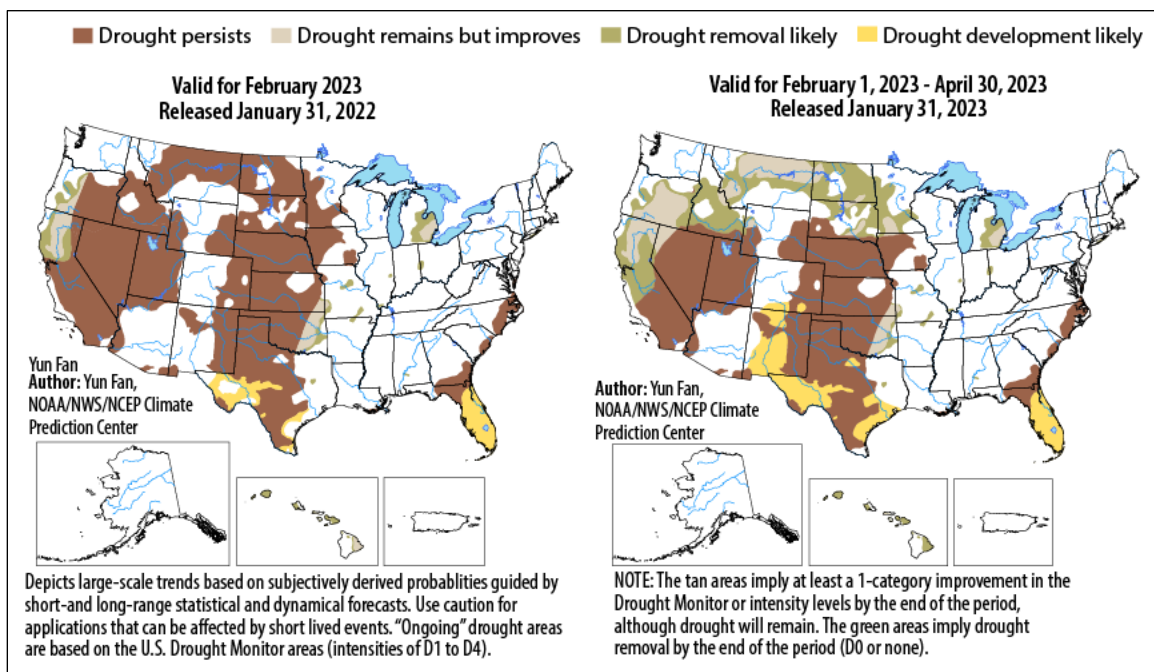 Drought persists
Drought remains but improves
Drought removal likely
Drought development likely
Valid for February 2023
Released January 31, 2022
Yun Fan
Author: Yun Fan,
NOAA/NWS/NCEP Climate
Prediction Center
Depicts large-scale trends based on subjectively derived probablities guided by
short-and long-range statistical and dynamical forecasts. Use caution for
applications that can be affected by short lived events. “Ongoing” drought areas
are based on the U.S. Drought Monitor areas (intensities of D1 to D4).
Valid for February 1, 2023 - April 30, 2023
Released January 31, 2023
Author: Yun Fan,
NOAA/NWS/NCEP Climate
Prediction Center
NOTE: The tan areas imply at least a 1-category improvement in the
Drought Monitor or intensity levels by the end of the period,
although drought will remain. The green areas imply drought
removal by the end of the period (D0 or none).